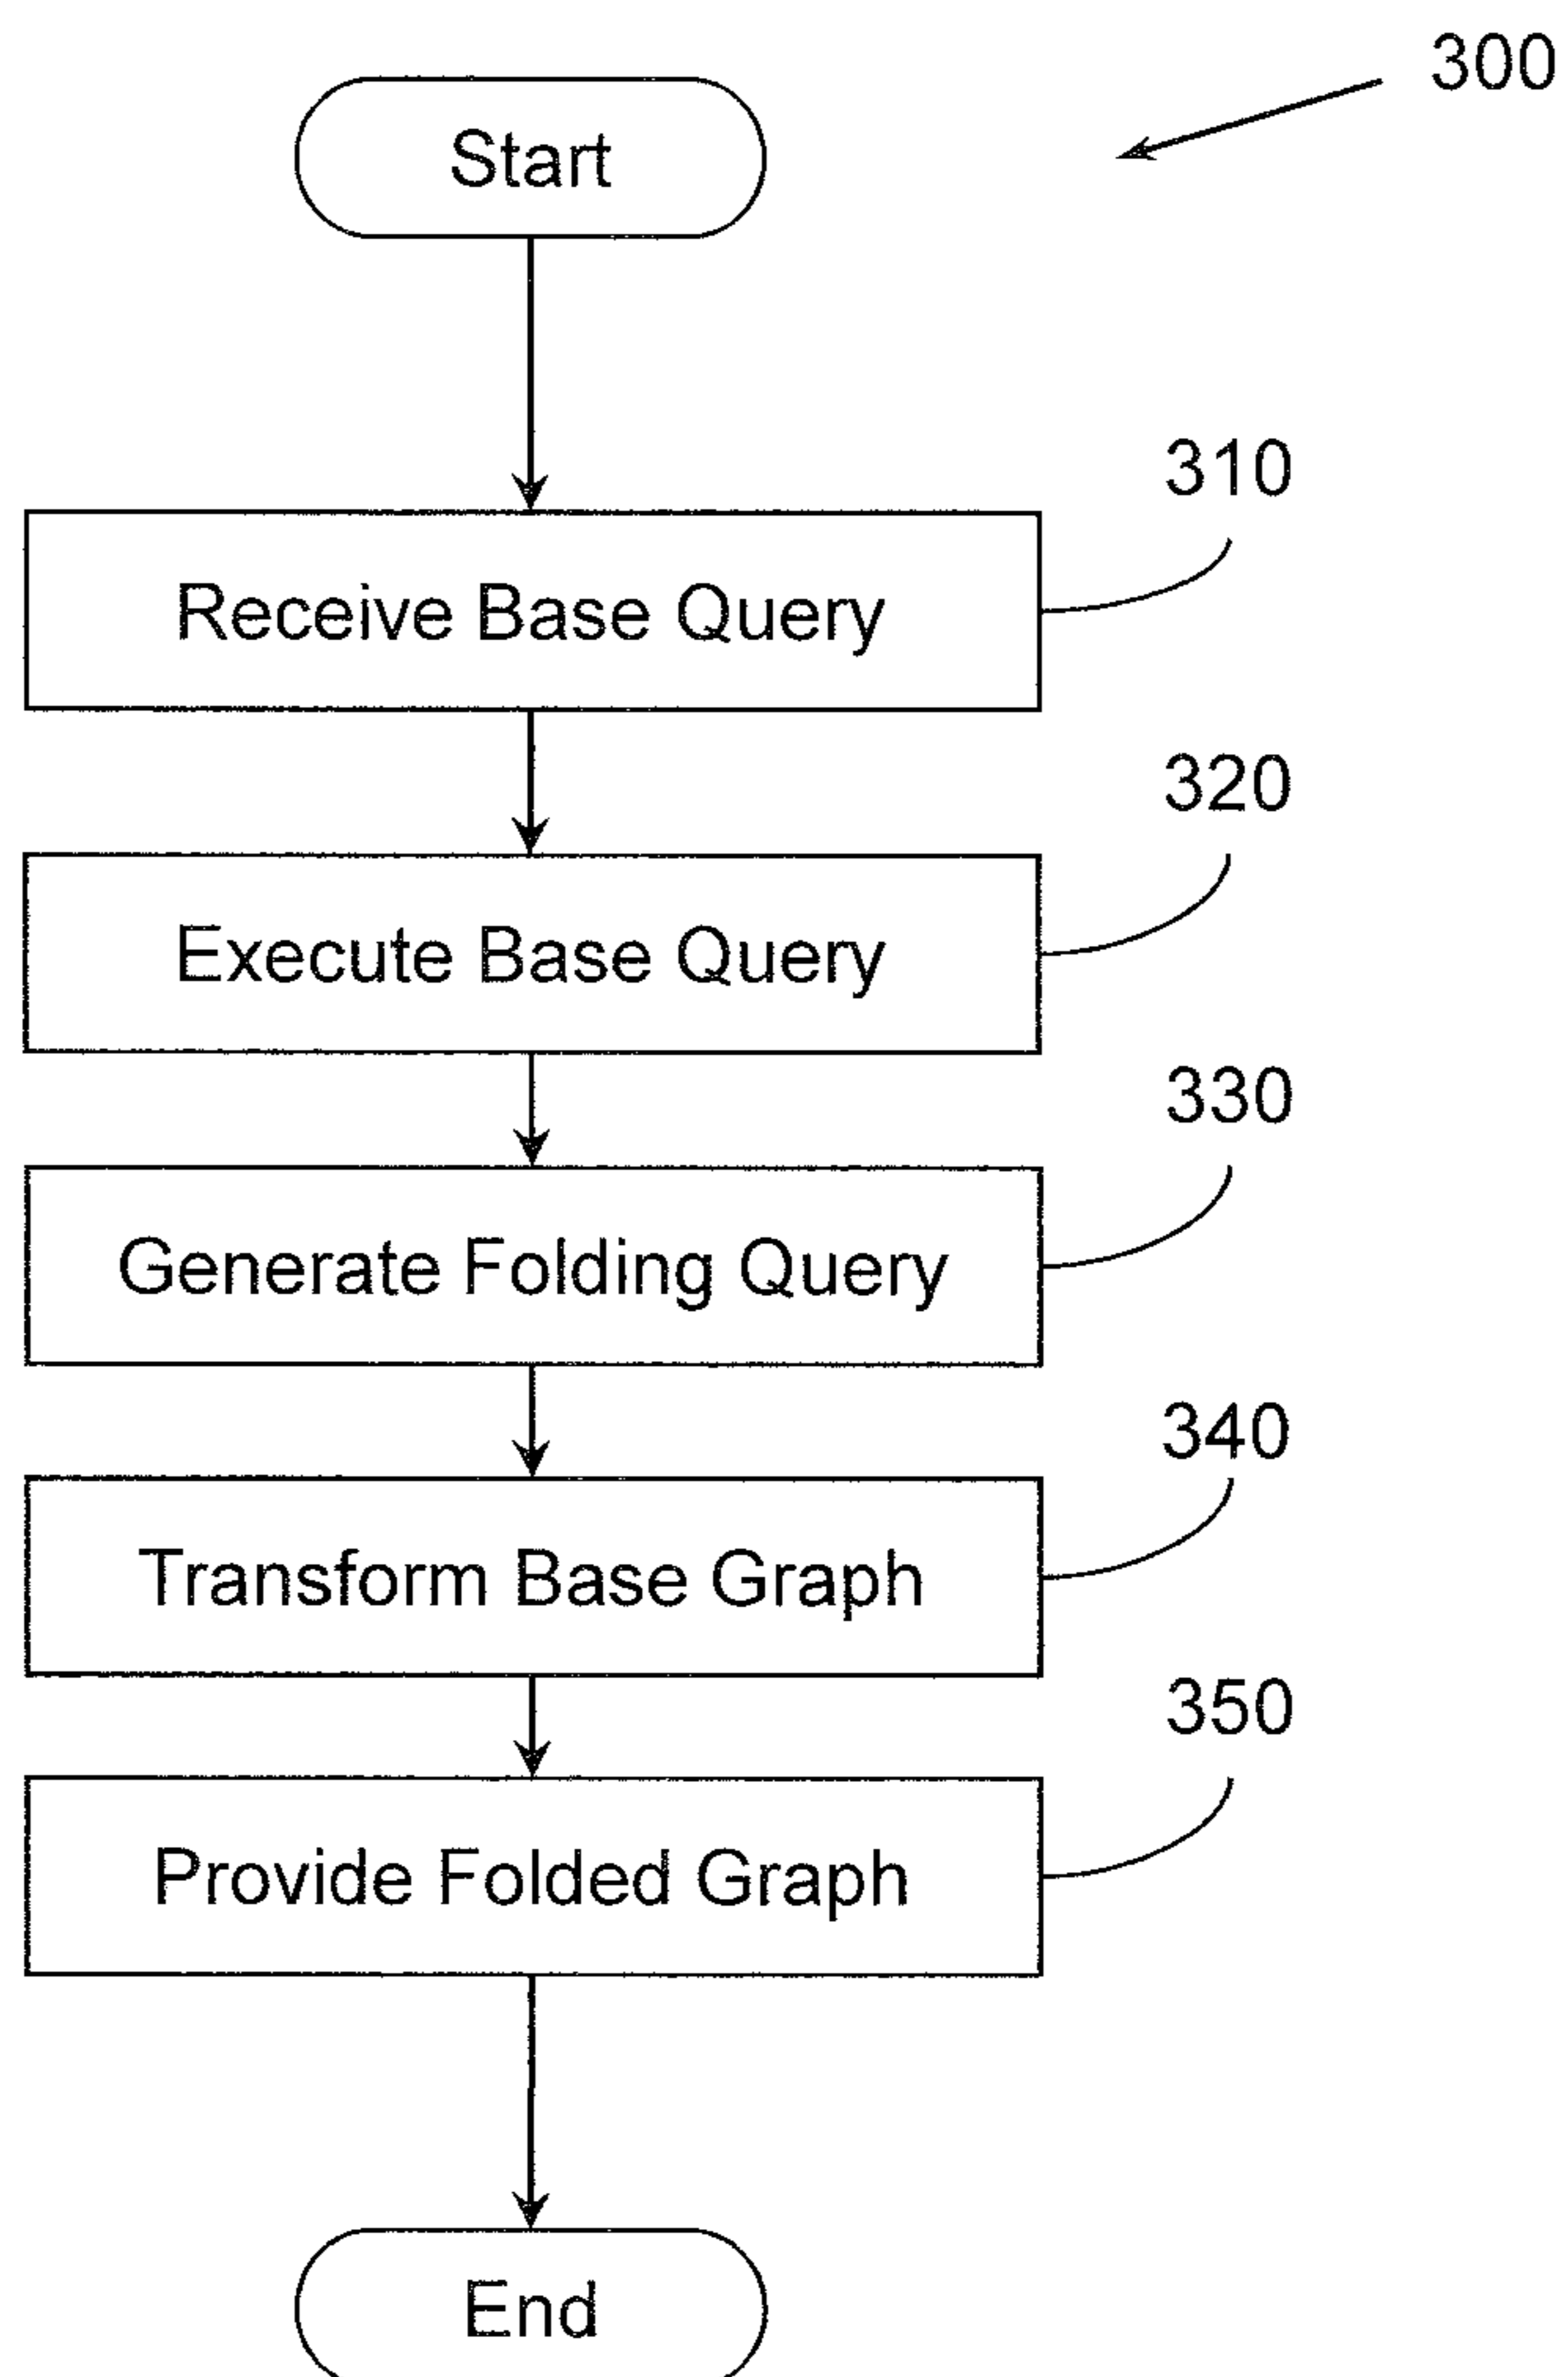 300
Start
310
Receive Base Query
320
Execute Base Query
330
Generate Folding Query
340
Transform Base Graph
350
Provide Folded Graph
End